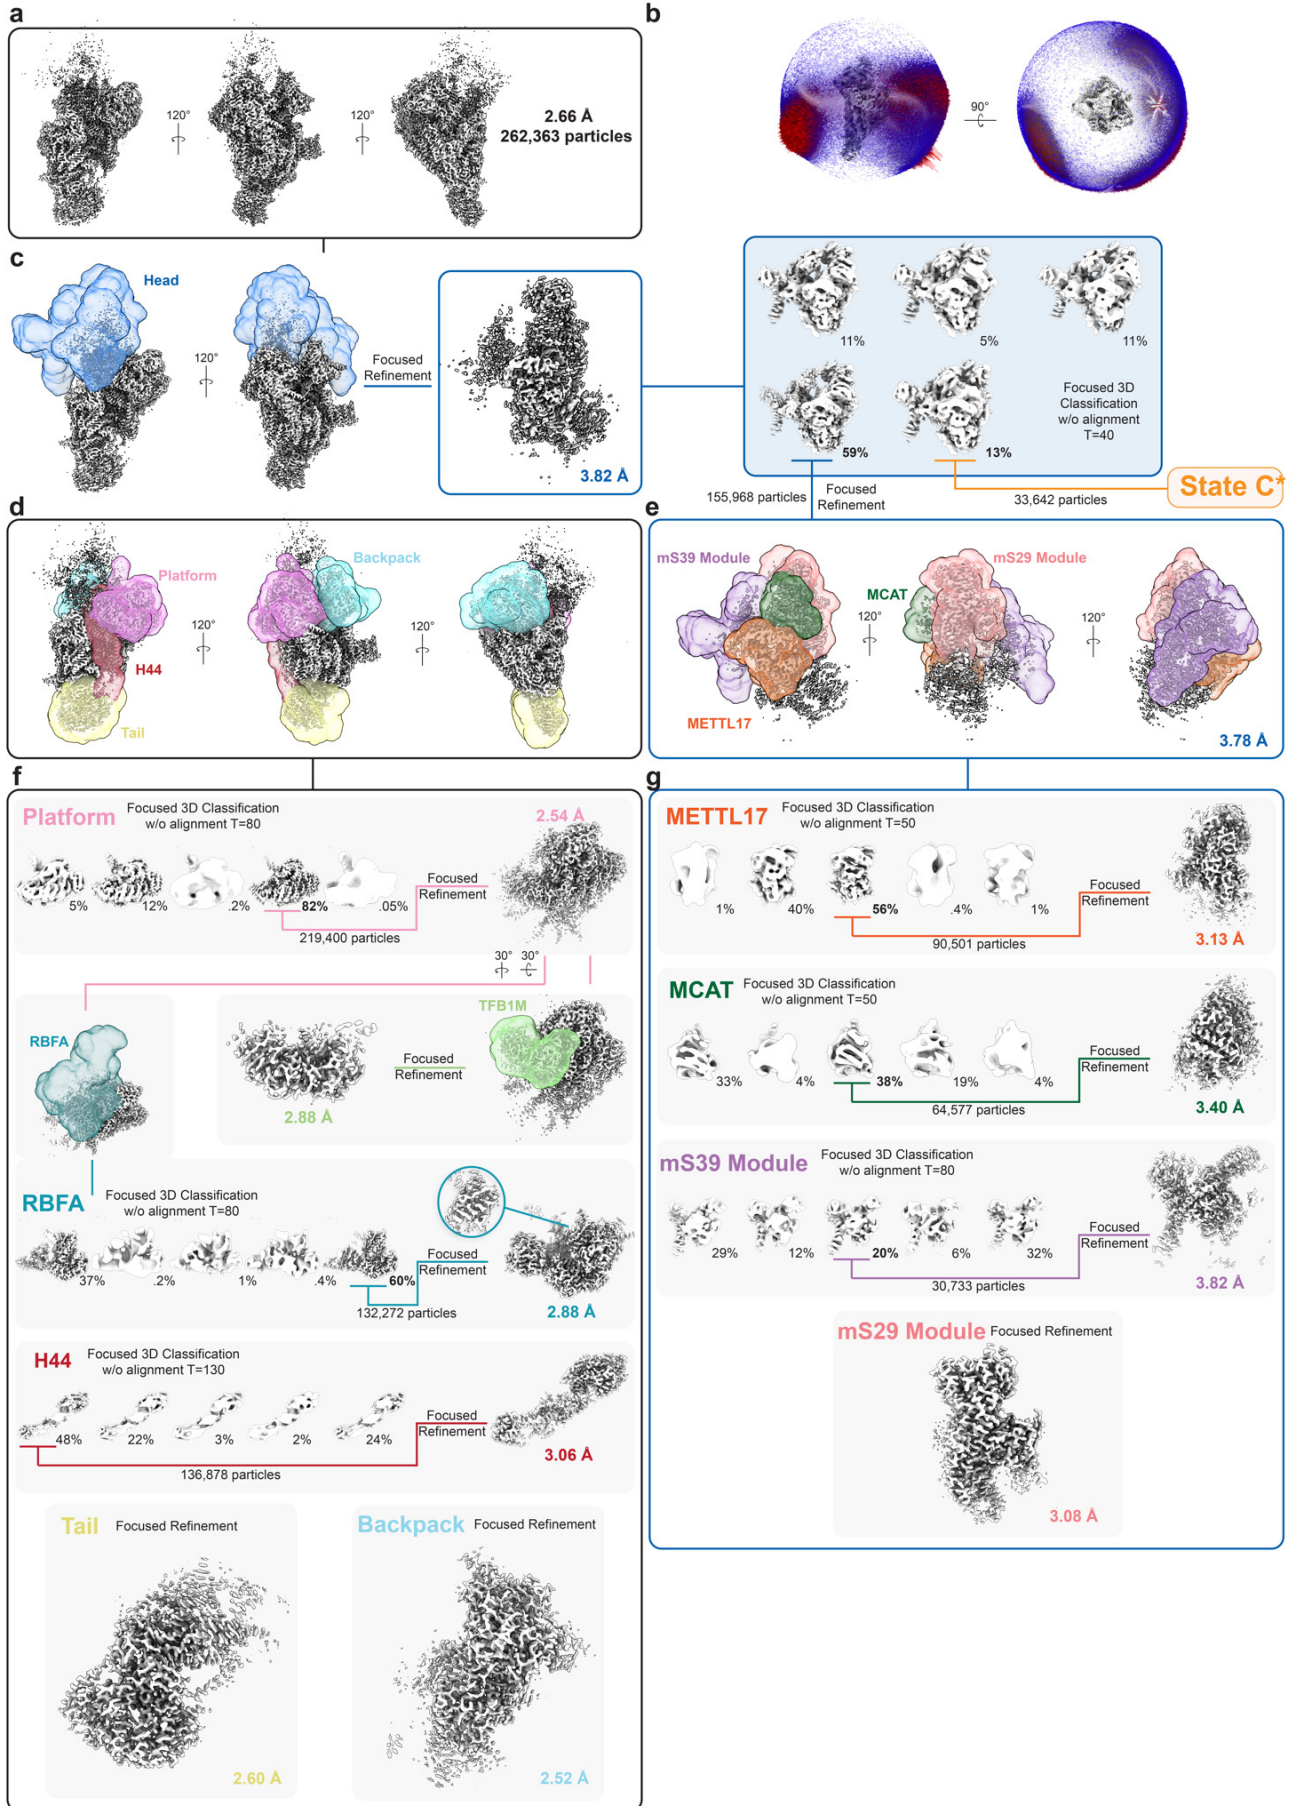 a
120°
120°
2.66 Å
262,363 particles
b
90°
c
Head
120°
Focused
Refinement
3.82 Å
11%
5%
11%
59%
13%
Focused 3D
Classification
w/o alignment
T=40
155,968 particles
Focused
Refinement
33,642 particles
State C*
d
Platform
Backpack
120°
120°
H44
Tail
e
mS39 Module
mS29 Module
MCAT
120°
120°
METTL17
3.78 Å
f
Platform
Focused 3D Classification
w/o alignment T=80
2.54 Å
5%
12%
.2%
82%
.05%
Focused
Refinement
219,400 particles
30°
30°
RBFA
TFB1M
Focused
Refinement
2.88 Å
RBFA
Focused 3D Classification
w/o alignment T=80
37%
.2%
1%
.4%
60%
Focused
Refinement
132,272 particles
2.88 Å
H44
Focused 3D Classification
w/o alignment T=130
48%
22%
3%
2%
24%
Focused
Refinement
136,878 particles
3.06 Å
Tail
Focused Refinement
2.60 Å
Backpack
Focused Refinement
2.52 Å
g
METTL17
Focused 3D Classification
w/o alignment T=50
1%
40%
56%
.4%
1%
Focused
Refinement
90,501 particles
3.13 Å
MCAT
Focused 3D Classification
w/o alignment T=50
33%
4%
38%
19%
4%
Focused
Refinement
64,577 particles
3.40 Å
mS39 Module
Focused 3D Classification
w/o alignment T=80
29%
12%
20%
6%
32%
Focused
Refinement
30,733 particles
3.82 Å
mS29 Module
Focused Refinement
3.08 Å